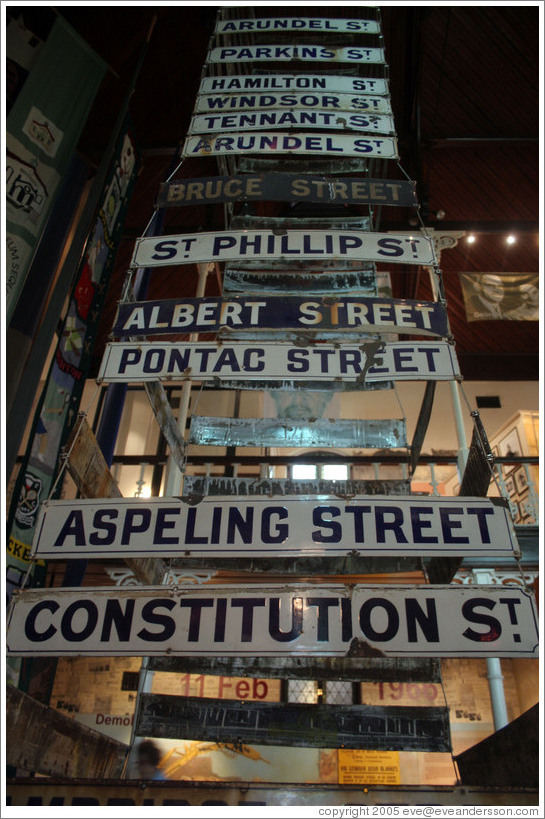 ARUNDEL ST.
PARKINS ST.
HAMILTON ST.
WINDSOR ST.
TENNANT ST.
ARUNDEL ST.
BRUCE STREET
ST. PHILLIP ST.
ALBERT STREET
PONTAC STREET
ASPELING STREET
CONSTITUTION ST.
11 Feb 1966
copyright 2005 eve@eveandersson.com